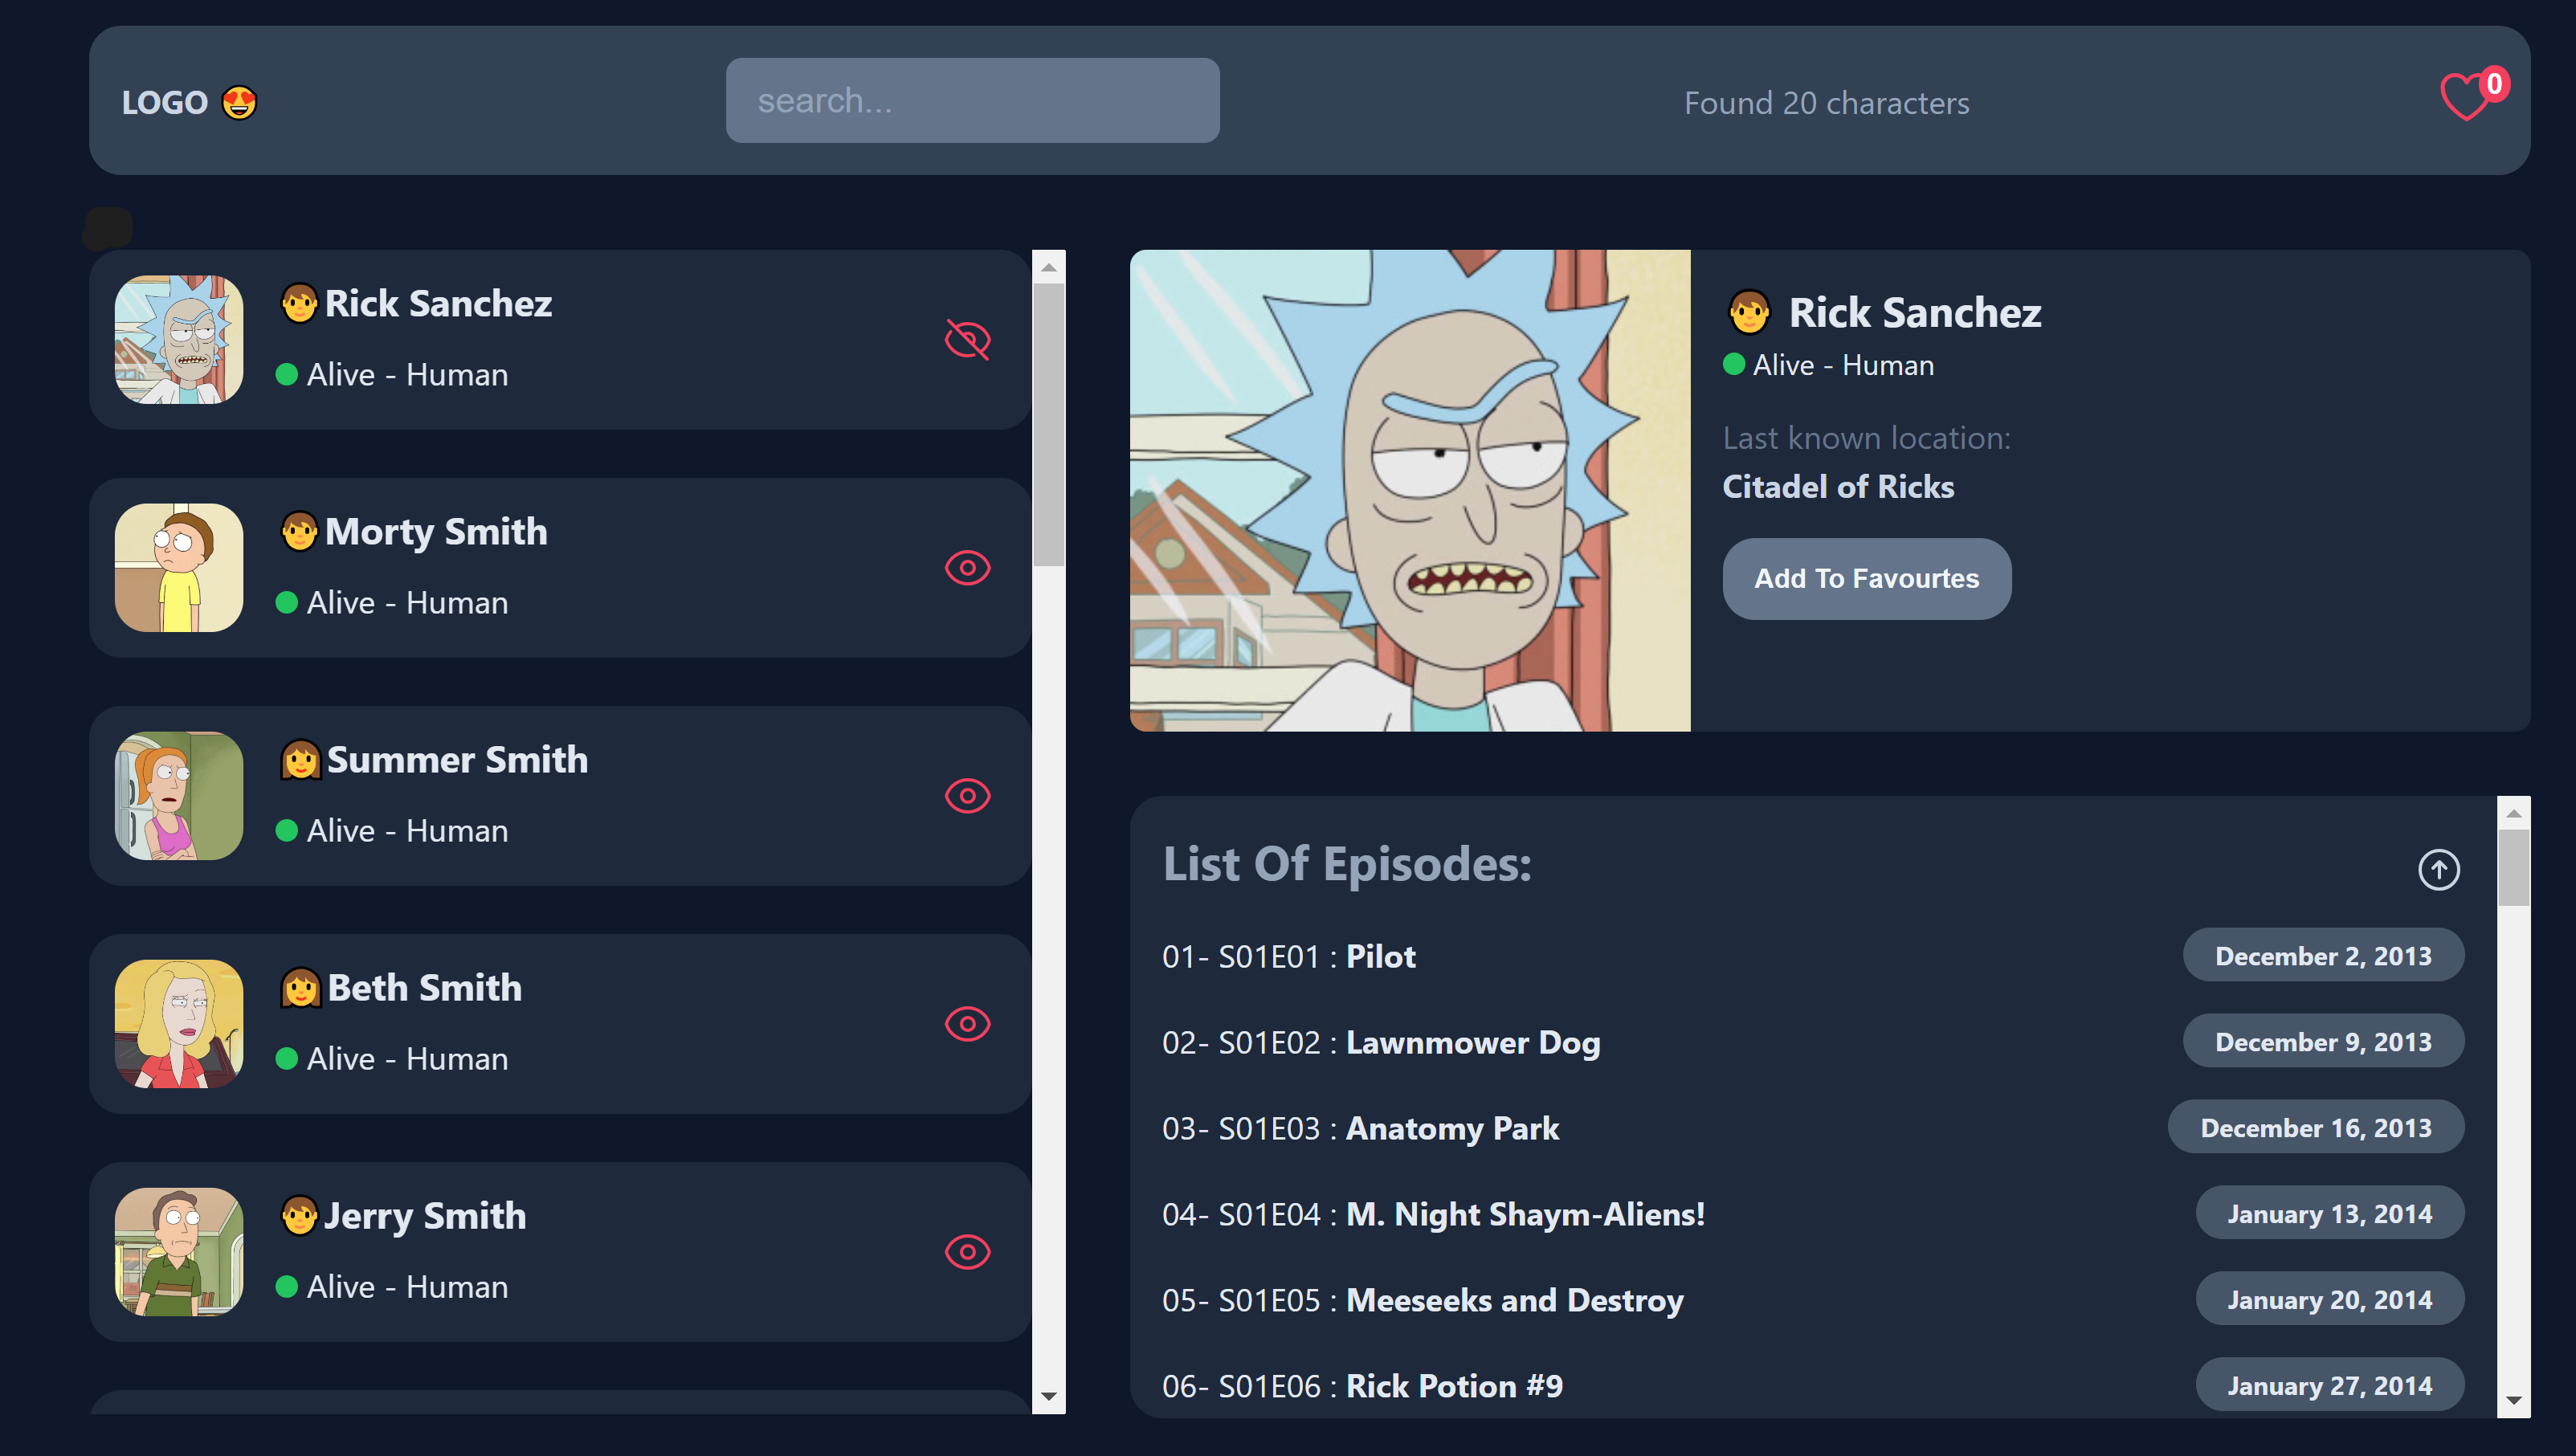 LOGO 😍
search...
Found 20 characters
0
👨Rick Sanchez
Alive - Human
👨Morty Smith
Alive - Human
👩Summer Smith
Alive - Human
👩Beth Smith
Alive - Human
👨Jerry Smith
Alive - Human
👨 Rick Sanchez
Alive - Human
Last known location:
Citadel of Ricks
Add To Favourtes
List Of Episodes:
01- S01E01 : Pilot December 2, 2013
02- S01E02 : Lawnmower Dog December 9, 2013
03- S01E03 : Anatomy Park December 16, 2013
04- S01E04 : M. Night Shaym-Aliens! January 13, 2014
05- S01E05 : Meeseeks and Destroy January 20, 2014
06- S01E06 : Rick Potion #9 January 27, 2014